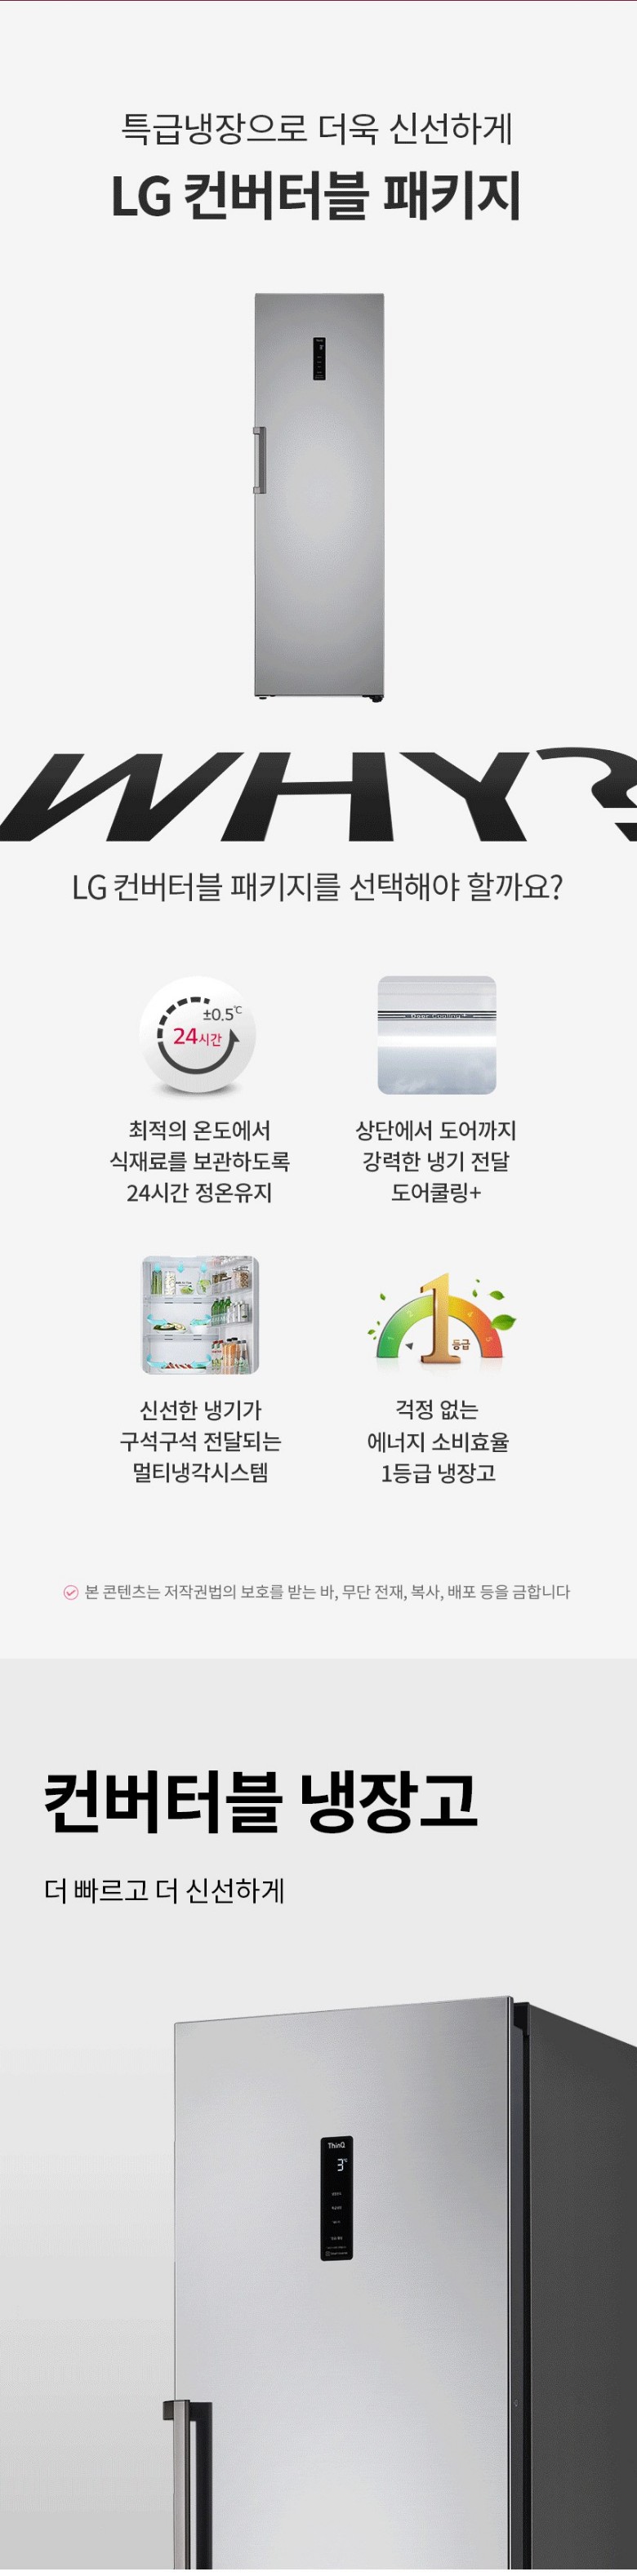 특급냉장으로 더욱 신선하게
LG 컨버터블 패키지
WHY?
LG 컨버터블 패키지를 선택해야 할까요?
±0.5℃
24시간
Door Cooling+
최적의 온도에서
식재료를 보관하도록
24시간 정온유지
상단에서 도어까지
강력한 냉기 전달
도어쿨링+
1등급
신선한 냉기가
구석구석 전달되는
멀티냉각시스템
걱정 없는
에너지 소비효율
1등급 냉장고
본 콘텐츠는 저작권법의 보호를 받는 바, 무단 전재, 복사, 배포 등을 금합니다
컨버터블 냉장고
더 빠르고 더 신선하게
ThinQ
3℃